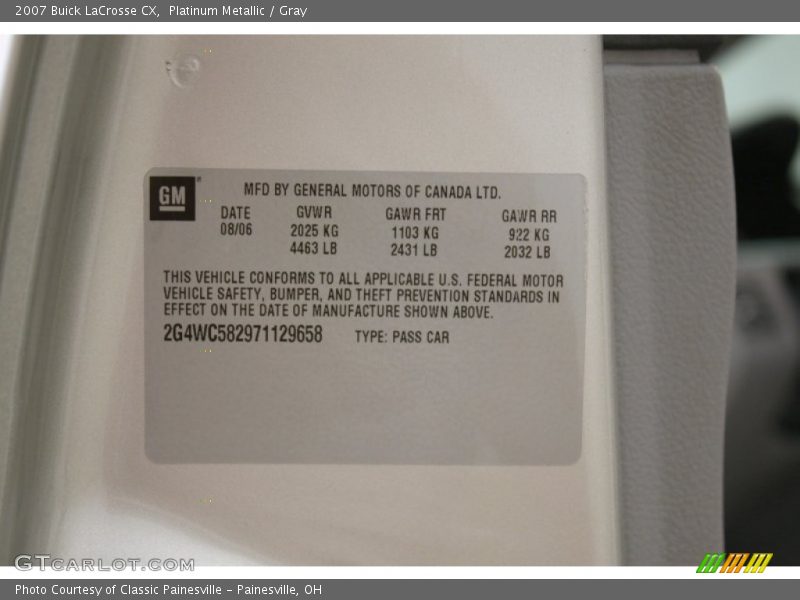 2007 Buick LaCrosse CX,  Platinum Metallic / Gray
GM®
MFD BY GENERAL MOTORS OF CANADA LTD.
DATE GVWR GAWR FRT GAWR RR
08/06 2025 KG 1103 KG 922 KG
4463 LB 2431 LB 2032 LB
THIS VEHICLE CONFORMS TO ALL APPLICABLE U.S. FEDERAL MOTOR
VEHICLE SAFETY, BUMPER, AND THEFT PREVENTION STANDARDS IN
EFFECT ON THE DATE OF MANUFACTURE SHOWN ABOVE.
2G4WC582971129658 TYPE: PASS CAR
GTCARLOT.COM
Photo Courtesy of Classic Painesville - Painesville, OH